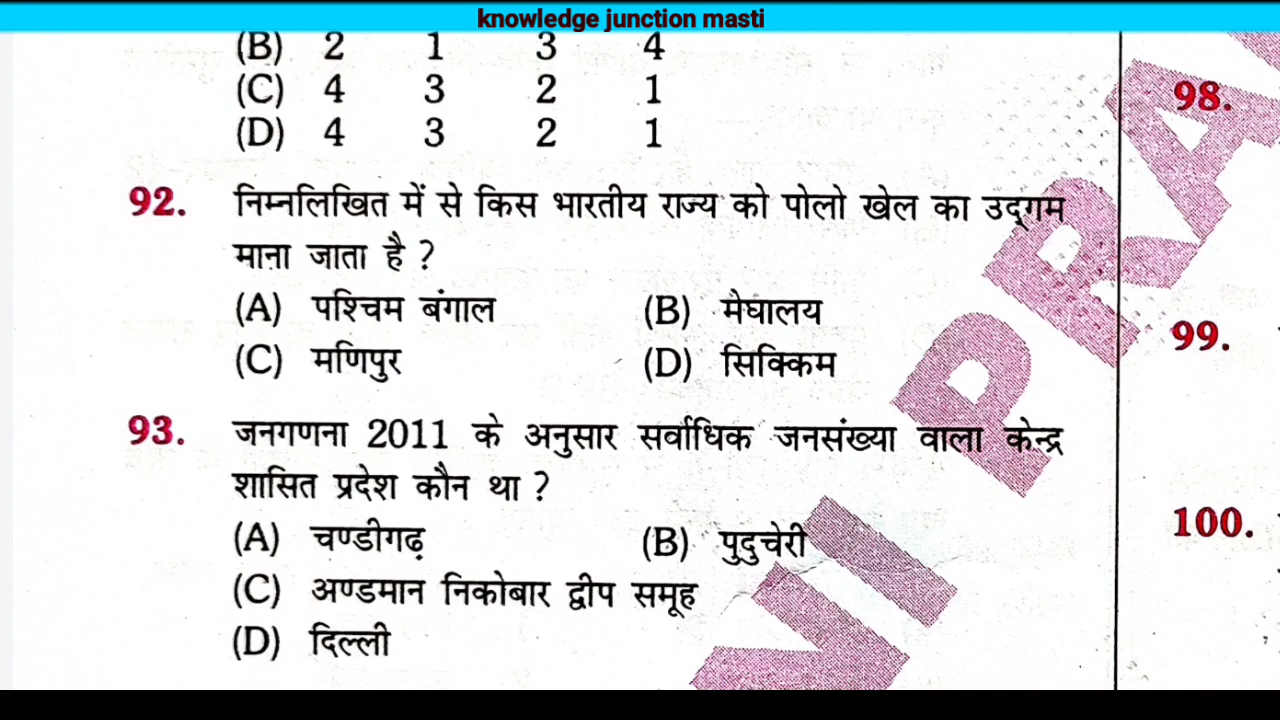 knowledge junction masti
(B) 2 1 3 4
(C) 4 3 2 1
(D) 4 3 2 1
92. निम्नलिखित में से किस भारतीय राज्य को पोलो खेल का उद्गम
माना जाता है ?
(A) पश्चिम बंगाल (B) मेघालय
(C) मणिपुर (D) सिक्किम
93. जनगणना 2011 के अनुसार सर्वाधिक जनसंख्या वाला केन्द्र
शासित प्रदेश कौन था ?
(A) चण्डीगढ़ (B) पुदुचेरी
(C) अण्डमान निकोबार द्वीप समूह
(D) दिल्ली
98.
99.
100.